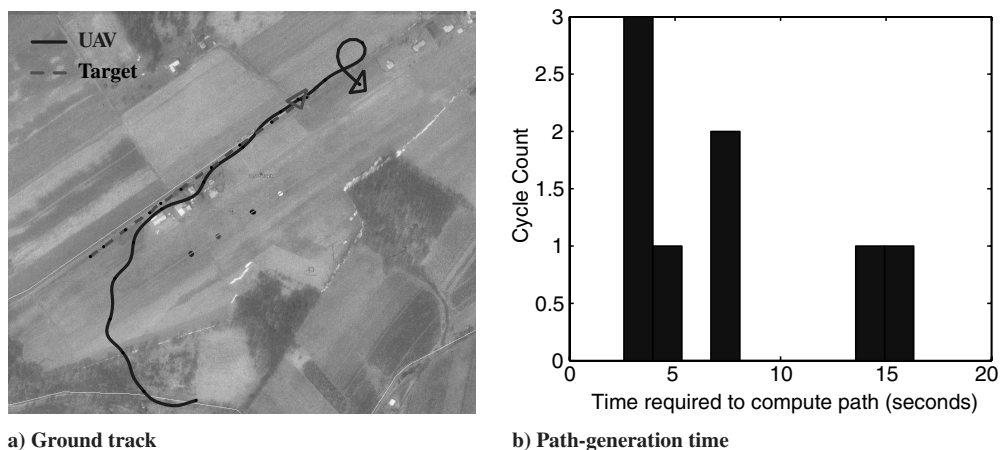 UAV
Target
a) Ground track
3
2.5
2
1.5
1
0.5
0
Cycle Count
0 5 10 15 20
Time required to compute path (seconds)
b) Path-generation time